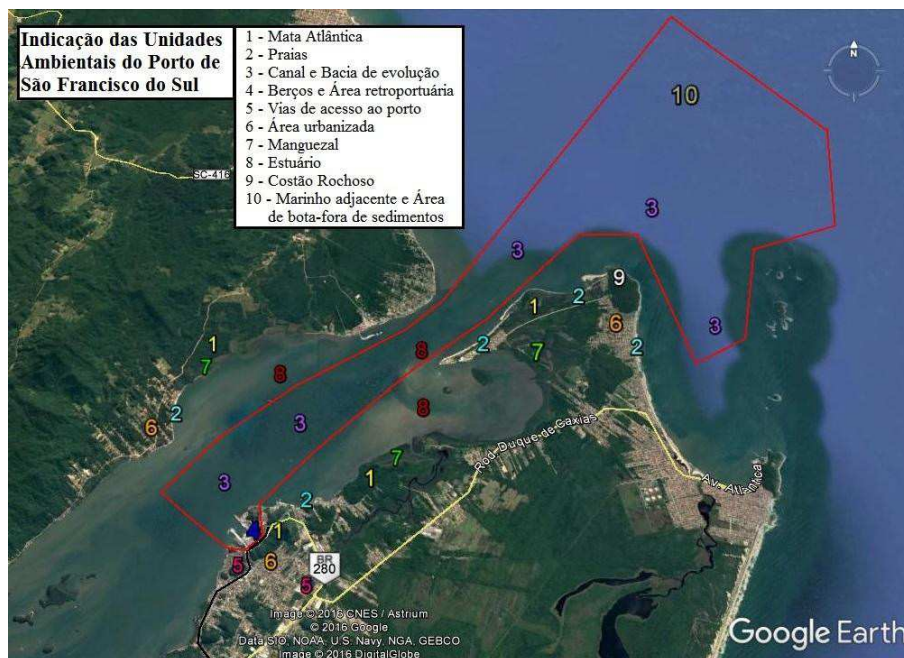 Indicação das Unidades
Ambientais do Porto de
São Francisco do Sul
1 - Mata Atlântica
2 - Praias
3 - Canal e Bacia de evolução
4 - Berços e Área retroportuária
5 - Vias de acesso ao porto
6 - Área urbanizada
7 - Manguezal
8 - Estuário
9 - Costão Rochoso
10 - Marinho adjacente e Área
de bota-fora de sedimentos
N
10
SC-416
3
3
9
2
1
6
3
1
2
7
2
8
7
8
2
6
3
8
7
Rod. Duque de Caxias
1
3
2
Av. Atlântica
4
1
5
6
BR
280
5
Image © 2016 CNES / Astrium
© 2016 Google
Data SIO, NOAA, U.S. Navy, NGA, GEBCO
Image © 2016 DigitalGlobe
Google Earth